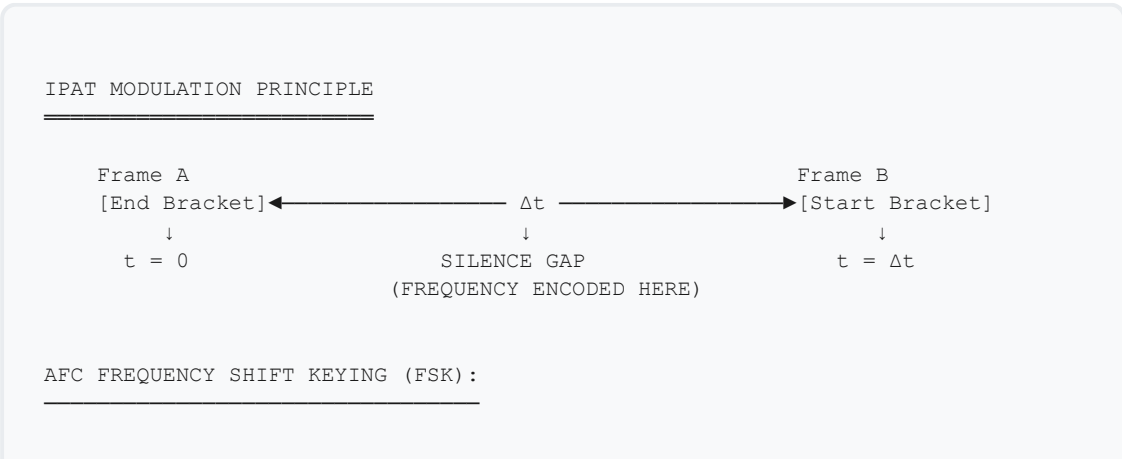 IPAT MODULATION PRINCIPLE
Frame A Frame B
[End Bracket]◄───────────────── Δt ─────────────────►[Start Bracket]
↓ ↓ ↓
t = 0 SILENCE GAP t = Δt
(FREQUENCY ENCODED HERE)
AFC FREQUENCY SHIFT KEYING (FSK):